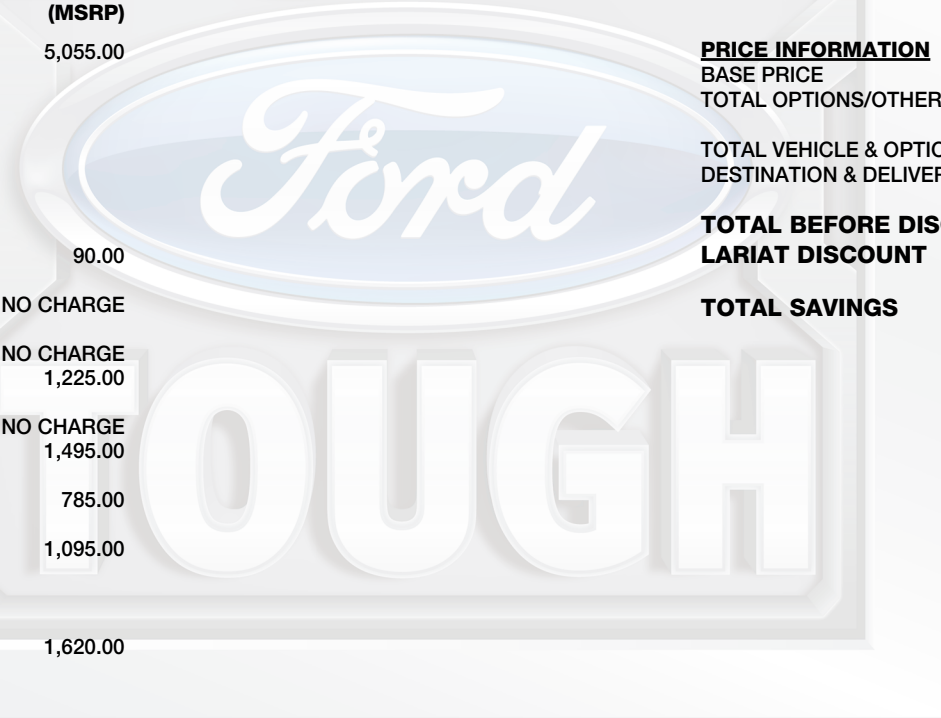 (MSRP)
5,055.00
90.00
NO CHARGE
NO CHARGE
1,225.00
NO CHARGE
1,495.00
785.00
1,095.00
1,620.00
PRICE INFORMATION
BASE PRICE
TOTAL OPTIONS/OTHER
TOTAL VEHICLE & OPTIO
DESTINATION & DELIVER
TOTAL BEFORE DISC
LARIAT DISCOUNT
TOTAL SAVINGS
Ford
TOUGH